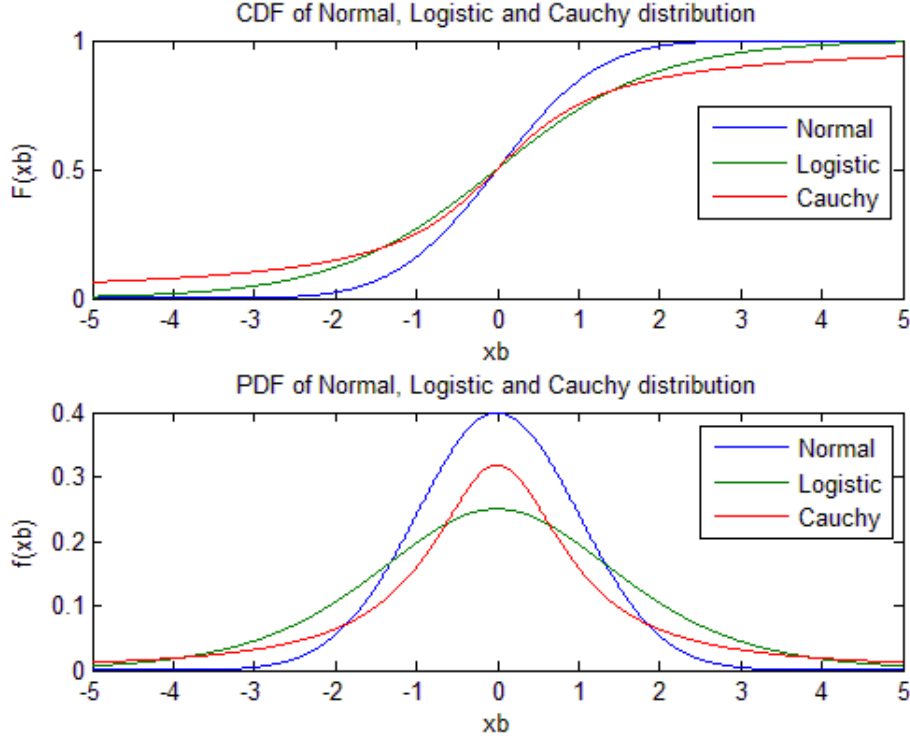 CDF of Normal, Logistic and Cauchy distribution
1
0.5
0
F(xb)
Normal
Logistic
Cauchy
-5 -4 -3 -2 -1 0 1 2 3 4 5
xb
PDF of Normal, Logistic and Cauchy distribution
0.4
0.3
0.2
0.1
0
f(xb)
Normal
Logistic
Cauchy
-5 -4 -3 -2 -1 0 1 2 3 4 5
xb